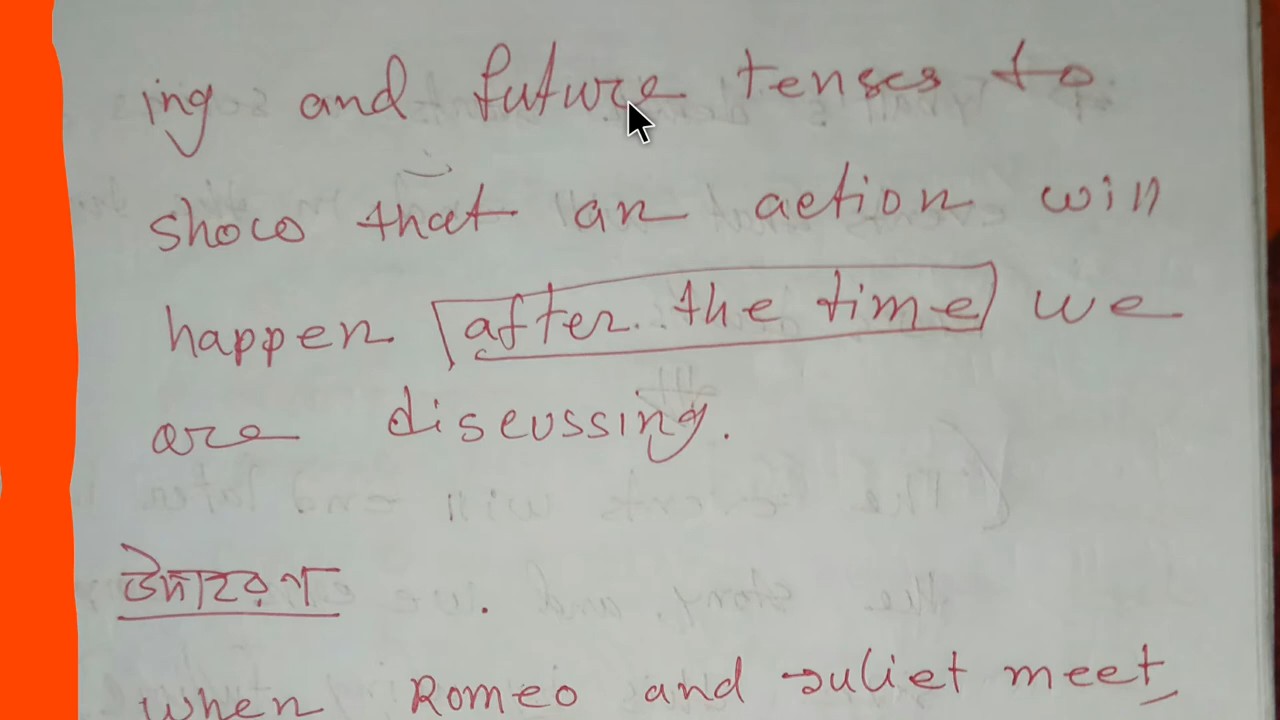 ing and future tenses to
show that an action will
happen after the time we
are discussing.
উদাহরণ
when Romeo and Juliet meet